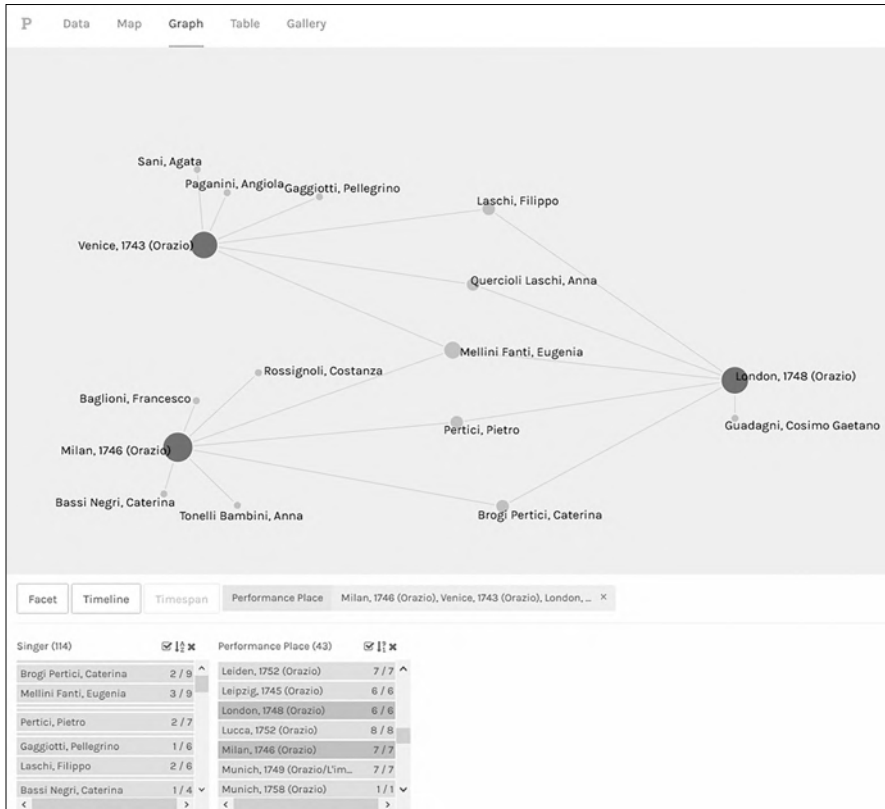 P Data Map Graph Table Gallery
Sani, Agata
Paganini, Angiola
Gaggiotti, Pellegrino
Laschi, Filippo
Venice, 1743 (Orazio)
Quercioli Laschi, Anna
Mellini Fanti, Eugenia
Rossignoli, Costanza
London, 1748 (Orazio)
Baglioni, Francesco
Guadagni, Cosimo Gaetano
Pertici, Pietro
Milan, 1746 (Orazio)
Bassi Negri, Caterina
Tonelli Bambini, Anna
Brogi Pertici, Caterina
Facet Timeline Timespan Performance Place Milan, 1746 (Orazio), Venice, 1743 (Orazio), London, ... ×
Singer (114)
Brogi Pertici, Caterina 2 / 9
Mellini Fanti, Eugenia 3 / 9
Pertici, Pietro 2 / 7
Gaggiotti, Pellegrino 1 / 6
Laschi, Filippo 2 / 6
Bassi Negri, Caterina 1 / 4
Performance Place (43)
Leiden, 1752 (Orazio) 7 / 7
Leipzig, 1745 (Orazio) 6 / 6
London, 1748 (Orazio) 6 / 6
Lucca, 1752 (Orazio) 8 / 8
Milan, 1746 (Orazio) 7 / 7
Munich, 1749 (Orazio/L'im... 7 / 7
Munich, 1758 (Orazio) 1 / 1